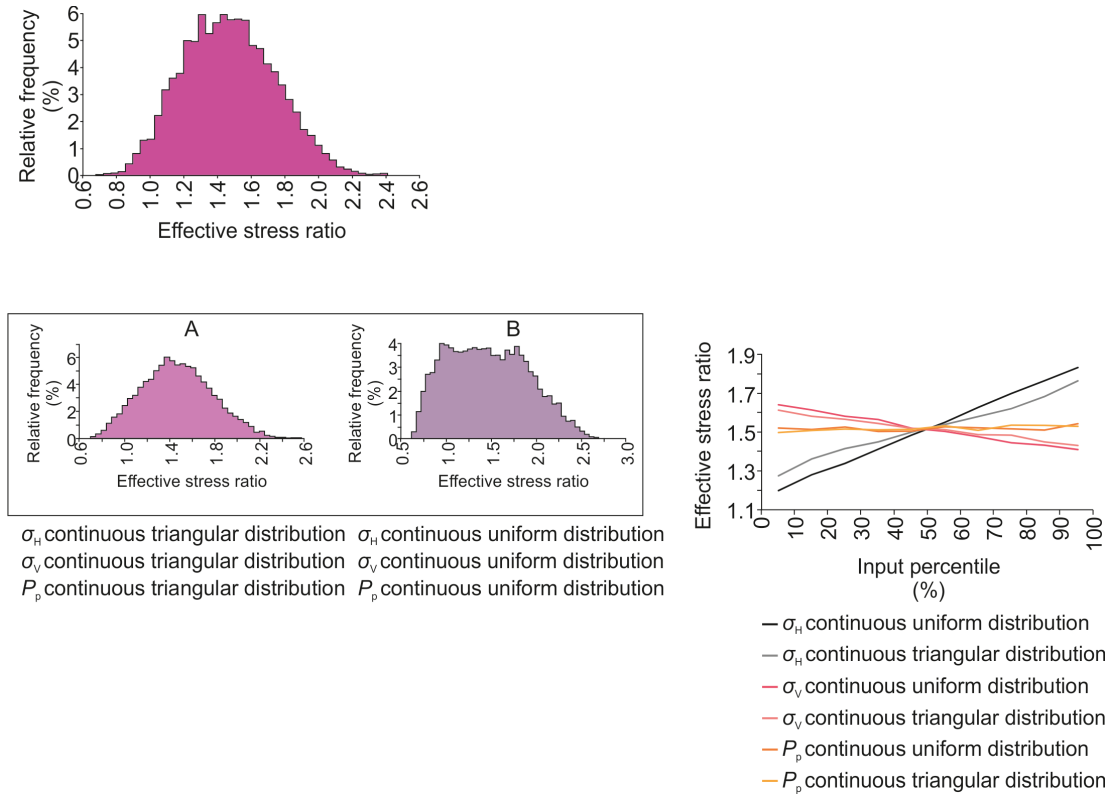 Relative frequency
(%)
6
5
4
3
2
1
0
0.6 0.8 1.0 1.2 1.4 1.6 1.8 2.0 2.2 2.4 2.6
Effective stress ratio
A
Relative frequency
(%)
6
4
2
0
0.6 1.0 1.4 1.8 2.2 2.6
Effective stress ratio
B
Relative frequency
(%)
4
3
2
1
0
0.5 1.0 1.5 2.0 2.5 3.0
Effective stress ratio
σH continuous triangular distribution
σV continuous triangular distribution
Pp continuous triangular distribution
σH continuous uniform distribution
σV continuous uniform distribution
Pp continuous uniform distribution
Effective stress ratio
1.9
1.7
1.5
1.3
1.1
0 10 20 30 40 50 60 70 80 90 100
Input percentile
(%)
σH continuous uniform distribution
σH continuous triangular distribution
σV continuous uniform distribution
σV continuous triangular distribution
Pp continuous uniform distribution
Pp continuous triangular distribution